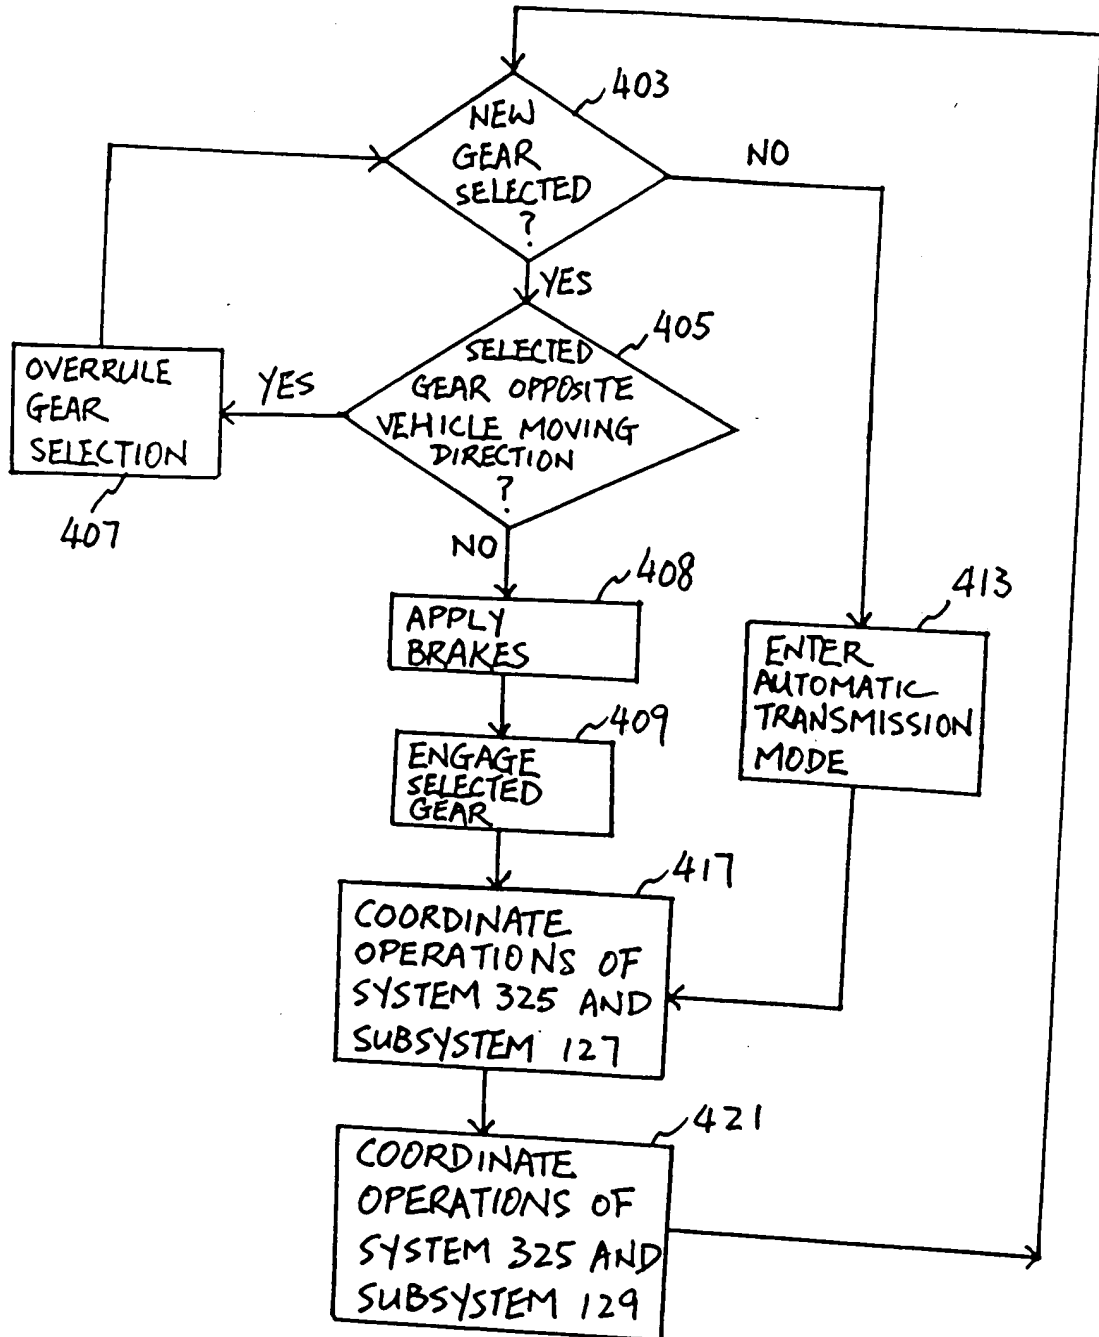 403
NEW
GEAR
SELECTED
?
NO
YES
405
SELECTED
GEAR OPPOSITE
VEHICLE MOVING
DIRECTION
?
YES
OVERRULE
GEAR
SELECTION
407
NO
408
APPLY
BRAKES
413
ENTER
AUTOMATIC
TRANSMISSION
MODE
409
ENGAGE
SELECTED
GEAR
417
COORDINATE
OPERATIONS OF
SYSTEM 325 AND
SUBSYSTEM 127
421
COORDINATE
OPERATIONS OF
SYSTEM 325 AND
SUBSYSTEM 129